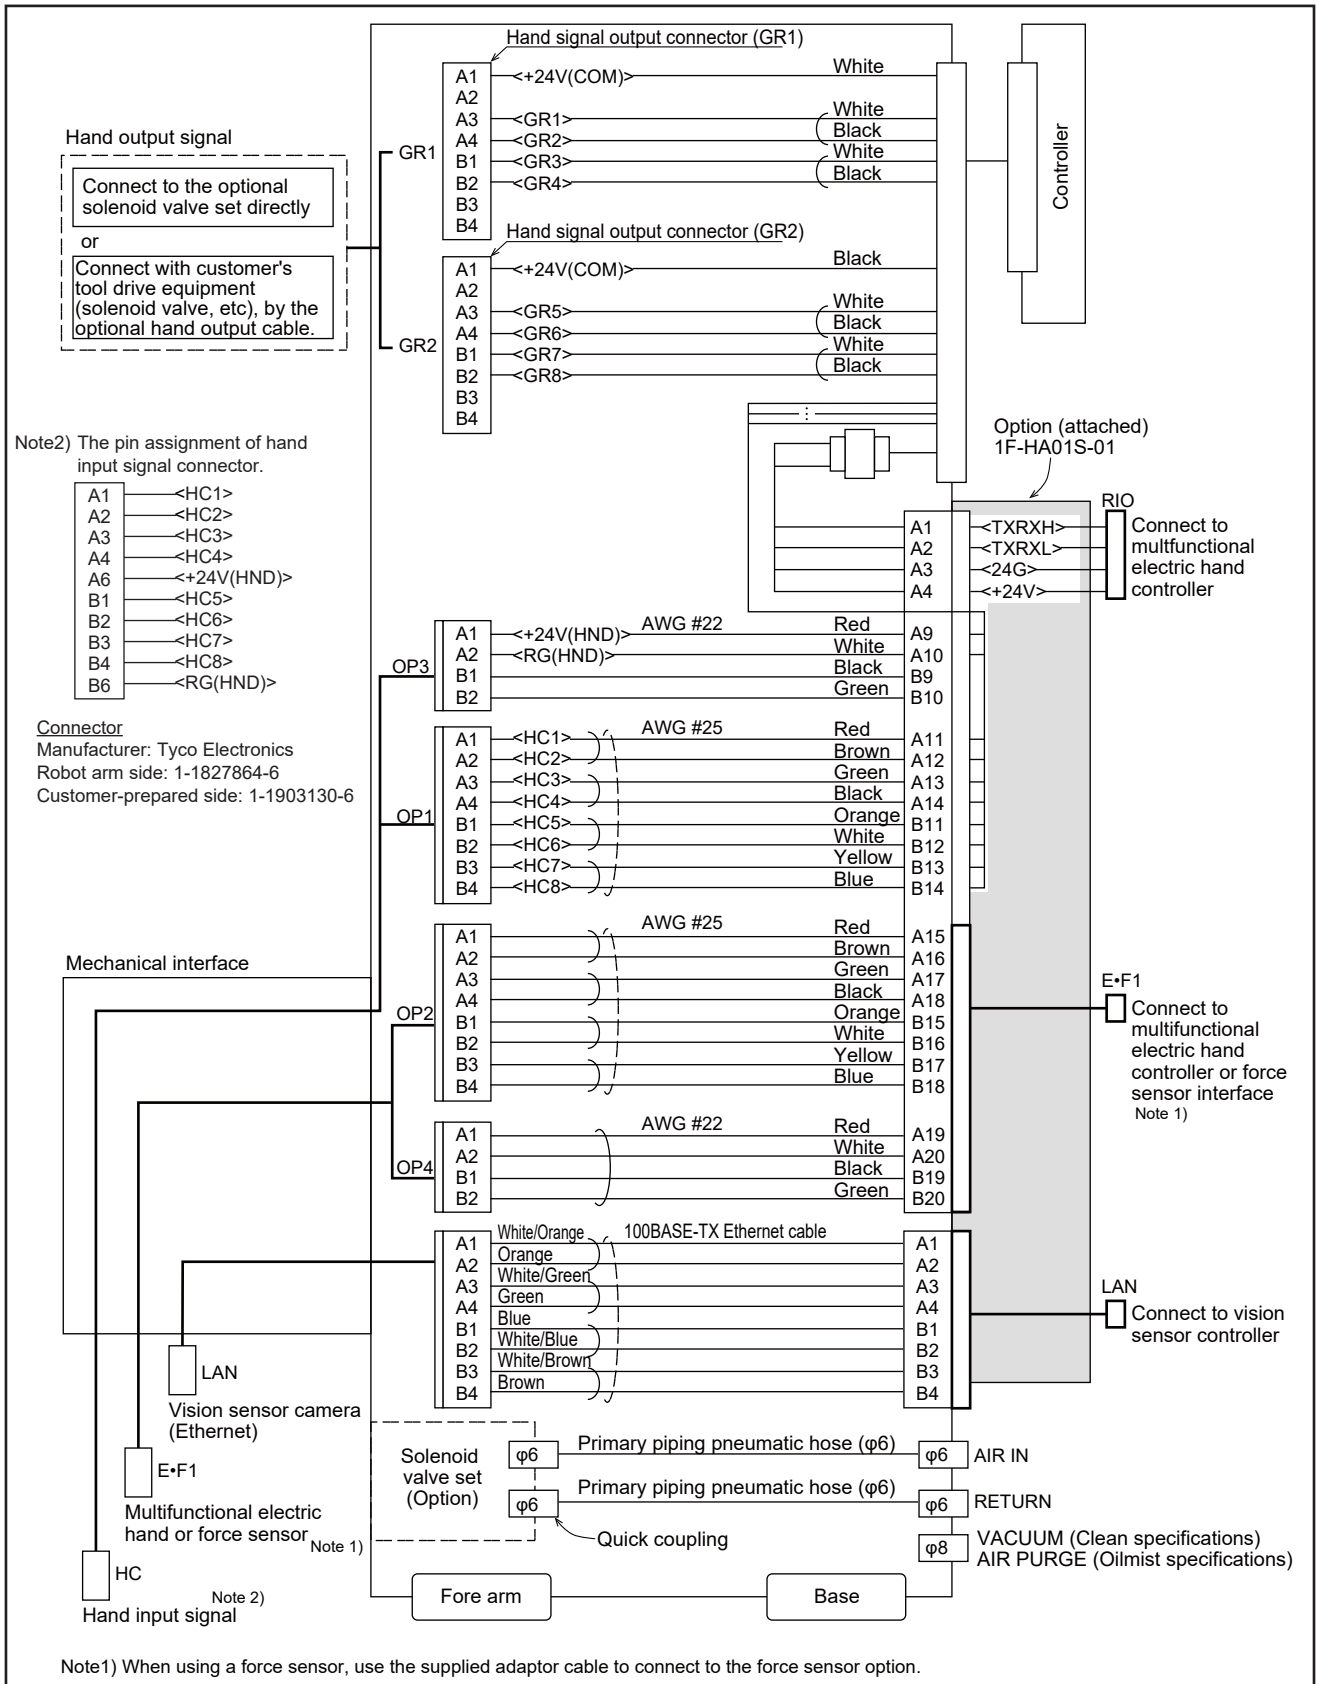 Hand signal output connector (GR1)
A1 <+24V(COM)> White
A2
A3 <GR1> White
A4 <GR2> Black
B1 <GR3> White
B2 <GR4> Black
B3
B4
GR1
Controller
Hand output signal
Connect to the optional
solenoid valve set directly
or
Connect with customer's
tool drive equipment
(solenoid valve, etc), by the
optional hand output cable.
Hand signal output connector (GR2)
A1 <+24V(COM)> Black
A2
A3 <GR5> White
A4 <GR6> Black
B1 <GR7> White
B2 <GR8> Black
B3
B4
GR2
Note2) The pin assignment of hand
input signal connector.
A1 <HC1>
A2 <HC2>
A3 <HC3>
A4 <HC4>
A6 <+24V(HND)>
B1 <HC5>
B2 <HC6>
B3 <HC7>
B4 <HC8>
B6 <RG(HND)>
Connector
Manufacturer: Tyco Electronics
Robot arm side: 1-1827864-6
Customer-prepared side: 1-1903130-6
Option (attached)
1F-HA01S-01
RIO
A1 <TXRXH>
A2 <TXRXL>
A3 <24G>
A4 <+24V>
Connect to
multfunctional
electric hand
controller
OP3
A1 <+24V(HND)> AWG #22 Red A9
A2 <RG(HND)> White A10
B1 Black B9
B2 Green B10
OP1
A1 <HC1> AWG #25 Red A11
A2 <HC2> Brown A12
A3 <HC3> Green A13
A4 <HC4> Black A14
B1 <HC5> Orange B11
B2 <HC6> White B12
B3 <HC7> Yellow B13
B4 <HC8> Blue B14
OP2
A1 AWG #25 Red A15
A2 Brown A16
A3 Green A17
A4 Black A18
B1 Orange B15
B2 White B16
B3 Yellow B17
B4 Blue B18
E•F1
Connect to
multifunctional
electric hand
controller or force
sensor interface
Note 1)
Mechanical interface
OP4
A1 AWG #22 Red A19
A2 White A20
B1 Black B19
B2 Green B20
A1 White/Orange 100BASE-TX Ethernet cable A1
A2 Orange A2
A3 White/Green A3
A4 Green A4
B1 Blue B1
B2 White/Blue B2
B3 White/Brown B3
B4 Brown B4
LAN
Connect to vision
sensor controller
LAN
Vision sensor camera
(Ethernet)
E•F1
Multifunctional electric
hand or force sensor Note 1)
HC
Note 2)
Hand input signal
Solenoid
valve set
(Option)
φ6 Primary piping pneumatic hose (φ6) φ6 AIR IN
φ6 Primary piping pneumatic hose (φ6) φ6 RETURN
Quick coupling
φ8 VACUUM (Clean specifications)
AIR PURGE (Oilmist specifications)
Fore arm Base
Note1) When using a force sensor, use the supplied adaptor cable to connect to the force sensor option.